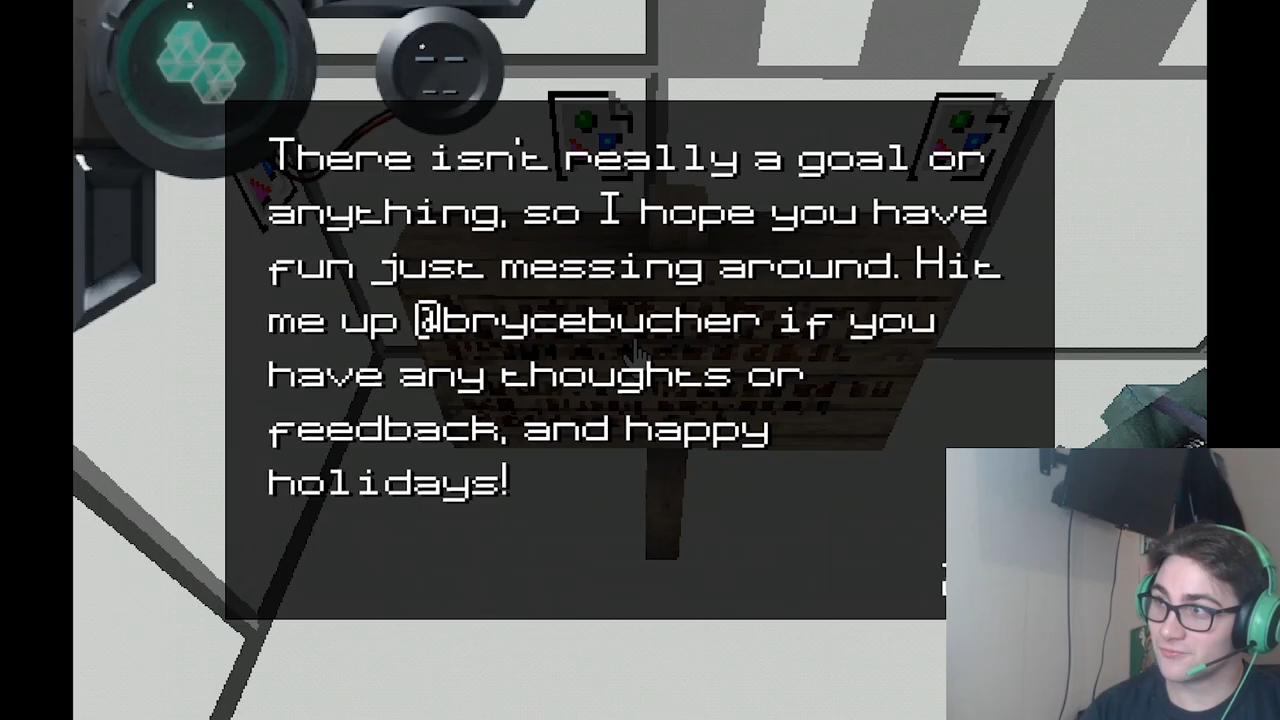 There isn't really a goal or
anything, so I hope you have
fun just messing around. Hit
me up @brycebucher if you
have any thoughts or
feedback, and happy
holidays!